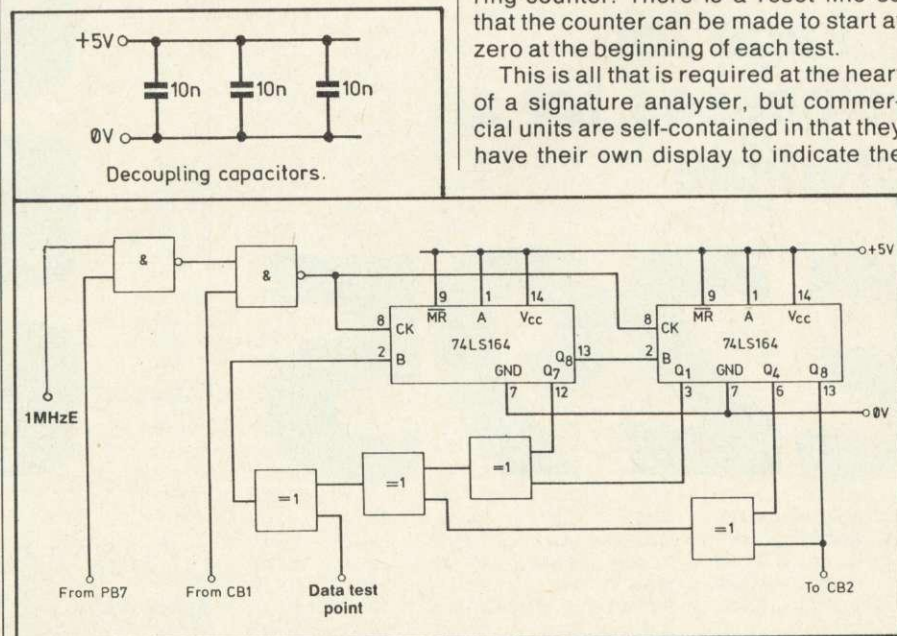 ring counter. There is a reset line so
that the counter can be made to start at
zero at the beginning of each test.
This is all that is required at the heart
of a signature analyser, but commer-
cial units are self-contained in that they
have their own display to indicate the
+5V
10n 10n 10n
0V
Decoupling capacitors.
+5V
& &
9 1 14 9 1 14
MR A Vcc MR A Vcc
8 CK 8 CK
74LS164 74LS164
2 B Q8 13 2 B
GND Q7 Q1 GND Q4 Q8
7 12 3 7 6 13
1MHzE
0V
=1 =1 =1 =1
From PB7 From CB1 Data test point To CB2